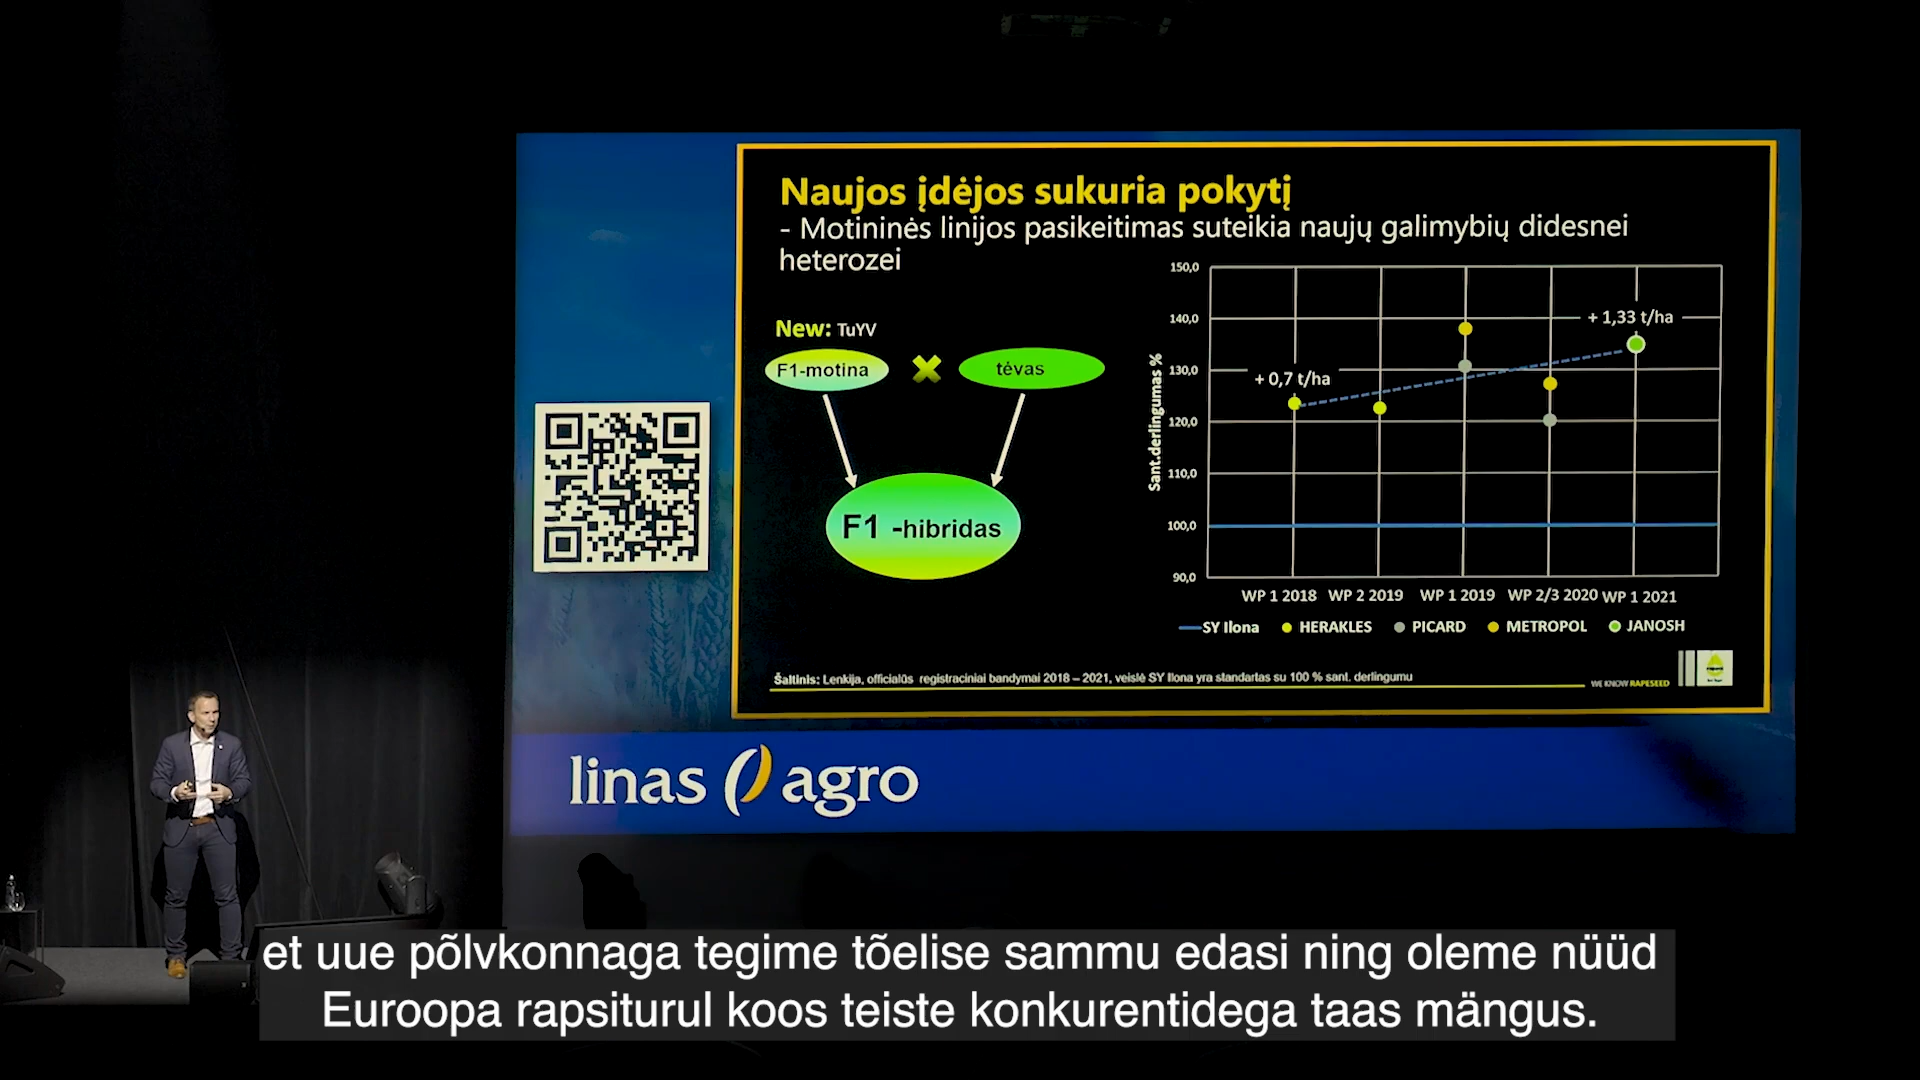 Naujos įdėjos sukuria pokytį
- Motininės linijos pasikeitimas suteikia naujų galimybių didesnei
heterozei
New: TuYV
F1-motina
tėvas
F1 -hibridas
Sant.derlingumas %
150,0
140,0
130,0
120,0
110,0
100,0
90,0
+ 0,7 t/ha
+ 1,33 t/ha
WP 1 2018 WP 2 2019 WP 1 2019 WP 2/3 2020 WP 1 2021
SY Ilona HERAKLES PICARD METROPOL JANOSH
Šaltinis: Lenkija, officialūs registraciniai bandymai 2018 – 2021, veislė SY Ilona yra standartas su 100 % sant. derlingumu
WE KNOW RAPESEED
linas agro
et uue põlvkonnaga tegime tõelise sammu edasi ning oleme nüüd
Euroopa rapsiturul koos teiste konkurentidega taas mängus.